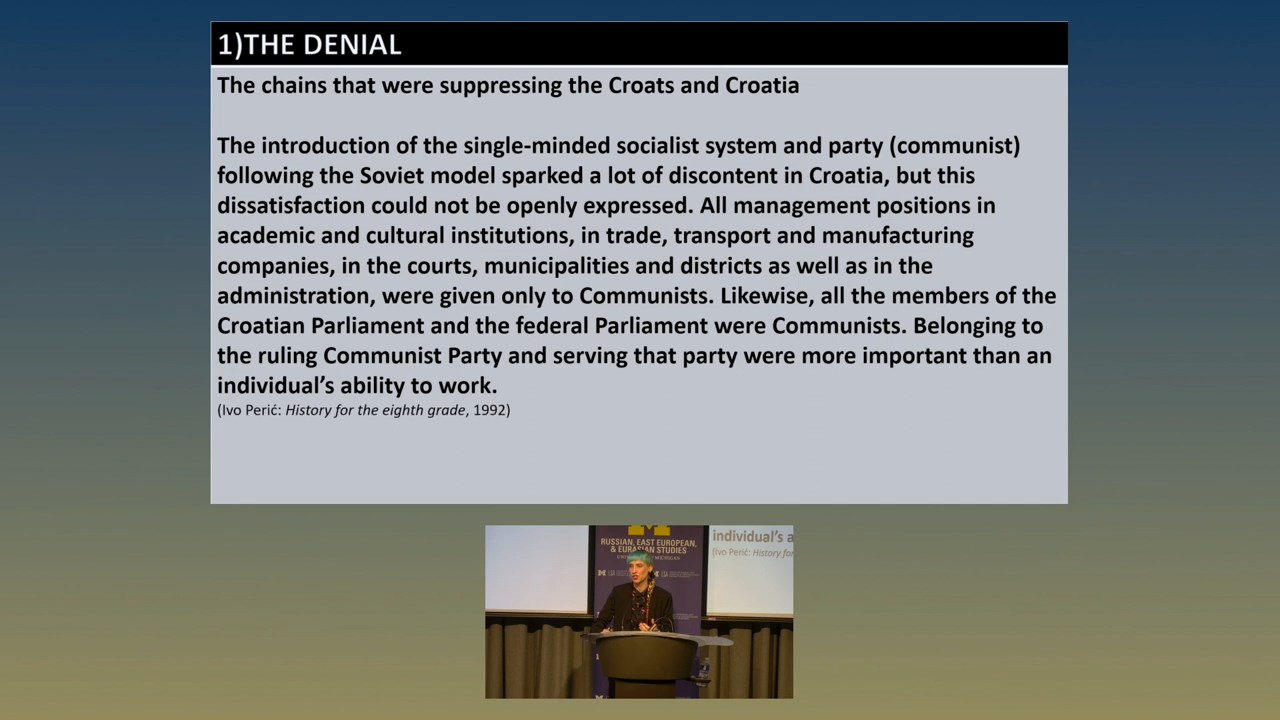 1)THE DENIAL
The chains that were suppressing the Croats and Croatia
The introduction of the single-minded socialist system and party (communist)
following the Soviet model sparked a lot of discontent in Croatia, but this
dissatisfaction could not be openly expressed. All management positions in
academic and cultural institutions, in trade, transport and manufacturing
companies, in the courts, municipalities and districts as well as in the
administration, were given only to Communists. Likewise, all the members of the
Croatian Parliament and the federal Parliament were Communists. Belonging to
the ruling Communist Party and serving that party were more important than an
individual’s ability to work.
(Ivo Perić: History for the eighth grade, 1992)
RUSSIAN, EAST EUROPEAN,
& EURASIAN STUDIES
individual's a
(Ivo Perić: History for